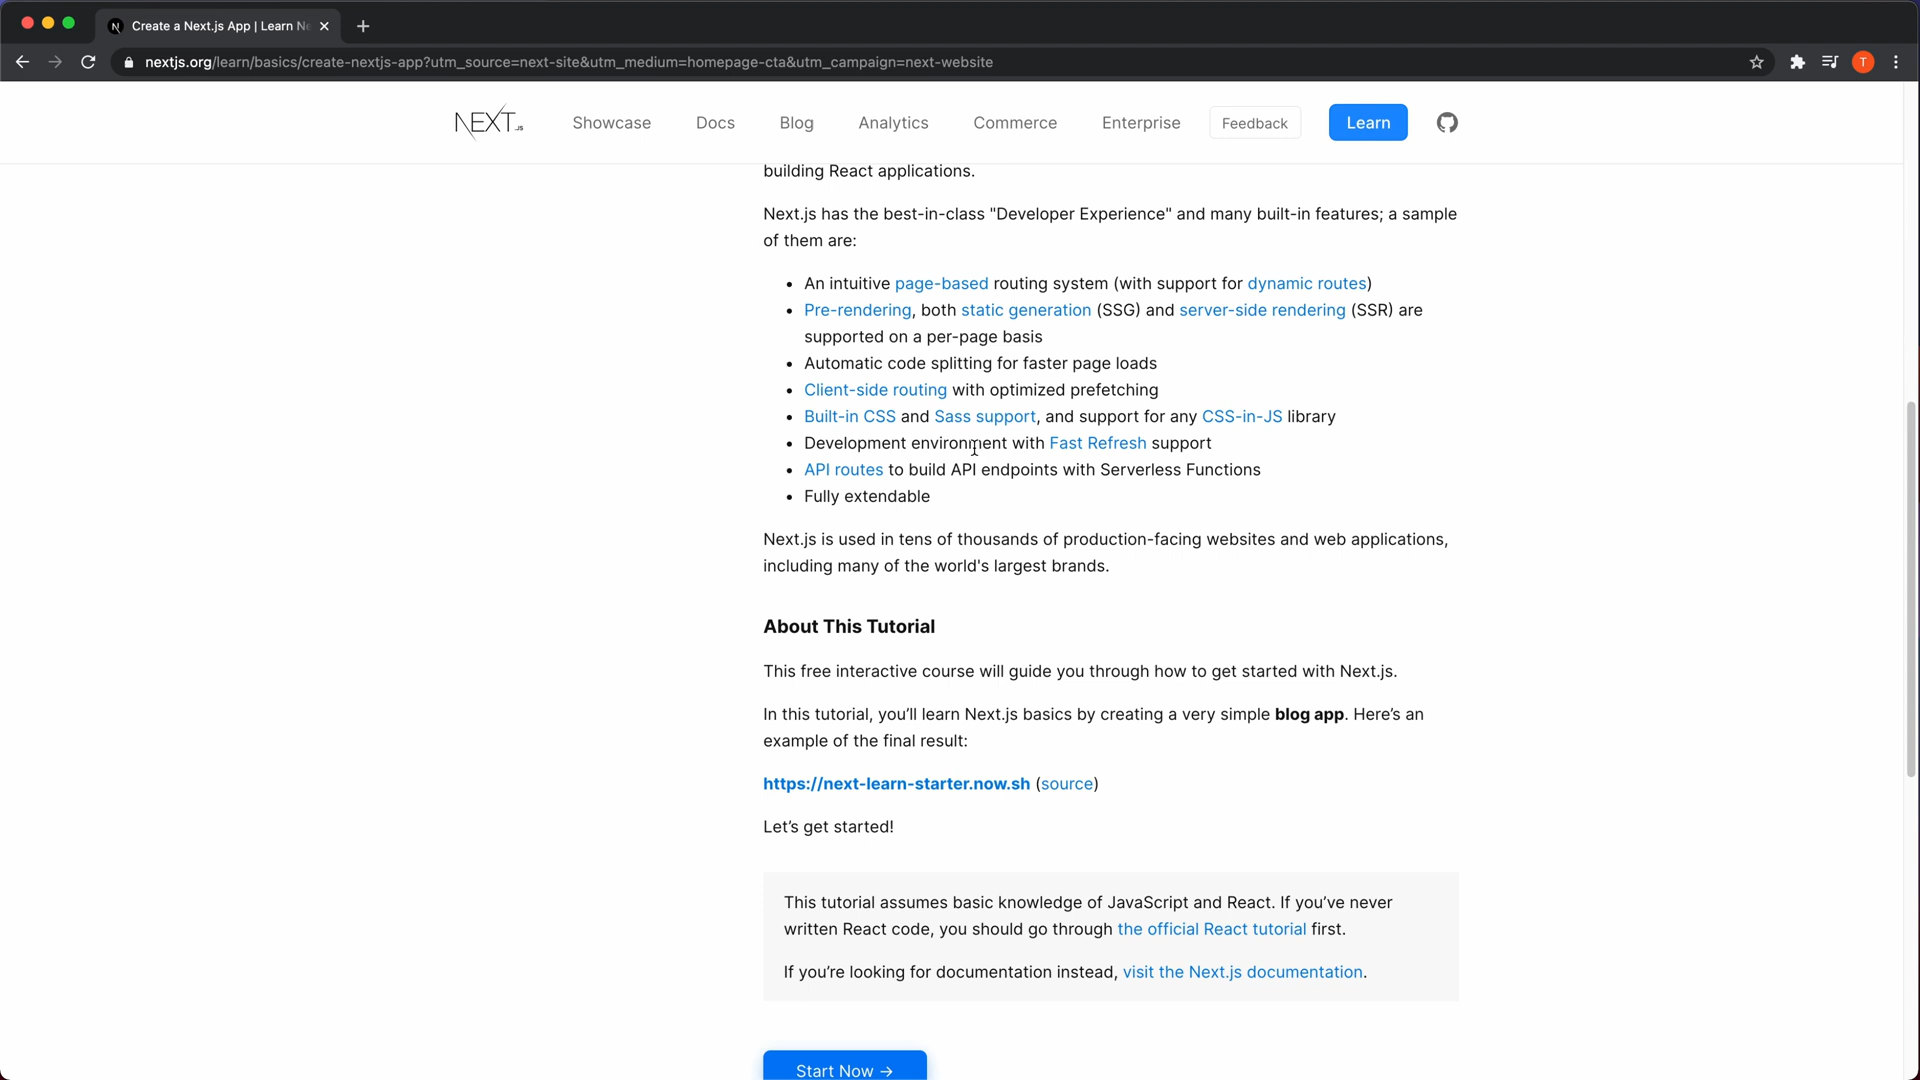 N Create a Next.js App | Learn Ne
nextjs.org/learn/basics/create-nextjs-app?utm_source=next-site&utm_medium=homepage-cta&utm_campaign=next-website
T
NEXT.JS Showcase Docs Blog Analytics Commerce Enterprise Feedback Learn
building React applications.
Next.js has the best-in-class "Developer Experience" and many built-in features; a sample
of them are:
• An intuitive page-based routing system (with support for dynamic routes)
• Pre-rendering, both static generation (SSG) and server-side rendering (SSR) are
supported on a per-page basis
• Automatic code splitting for faster page loads
• Client-side routing with optimized prefetching
• Built-in CSS and Sass support, and support for any CSS-in-JS library
• Development environment with Fast Refresh support
• API routes to build API endpoints with Serverless Functions
• Fully extendable
Next.js is used in tens of thousands of production-facing websites and web applications,
including many of the world's largest brands.
About This Tutorial
This free interactive course will guide you through how to get started with Next.js.
In this tutorial, you’ll learn Next.js basics by creating a very simple blog app. Here’s an
example of the final result:
https://next-learn-starter.now.sh (source)
Let’s get started!
This tutorial assumes basic knowledge of JavaScript and React. If you’ve never
written React code, you should go through the official React tutorial first.
If you’re looking for documentation instead, visit the Next.js documentation.
Start Now →